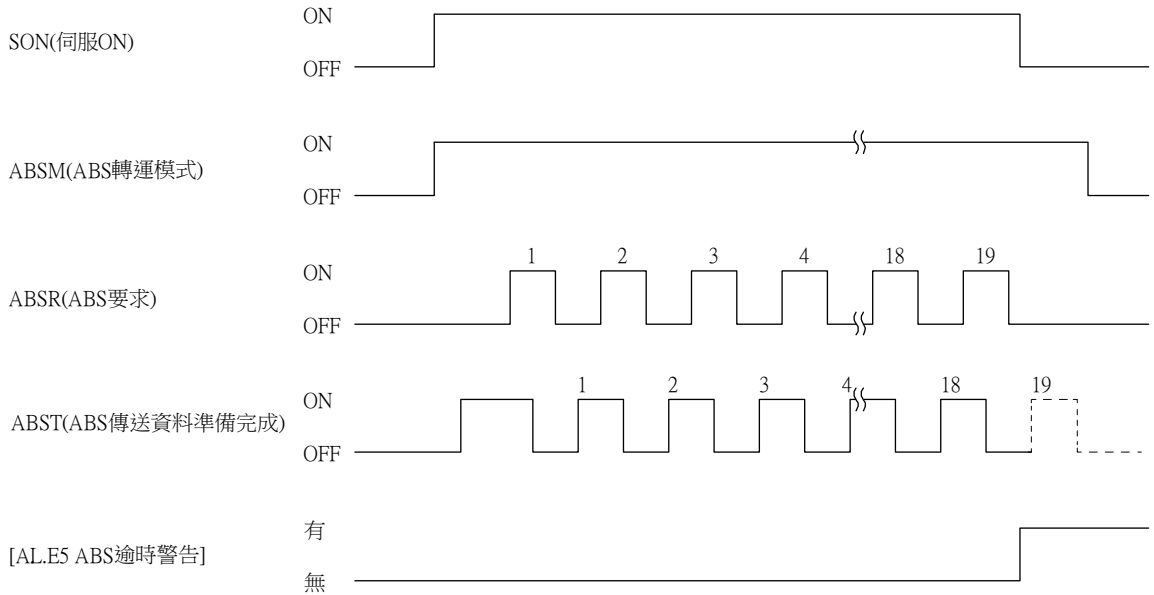 ON
SON(伺服ON)
OFF
ON
ABSM(ABS轉運模式)
OFF
1 2 3 4 18 19
ON
ABSR(ABS要求)
OFF
1 2 3 4 18 19
ON
ABST(ABS傳送資料準備完成)
OFF
有
[AL.E5 ABS逾時警告]
無